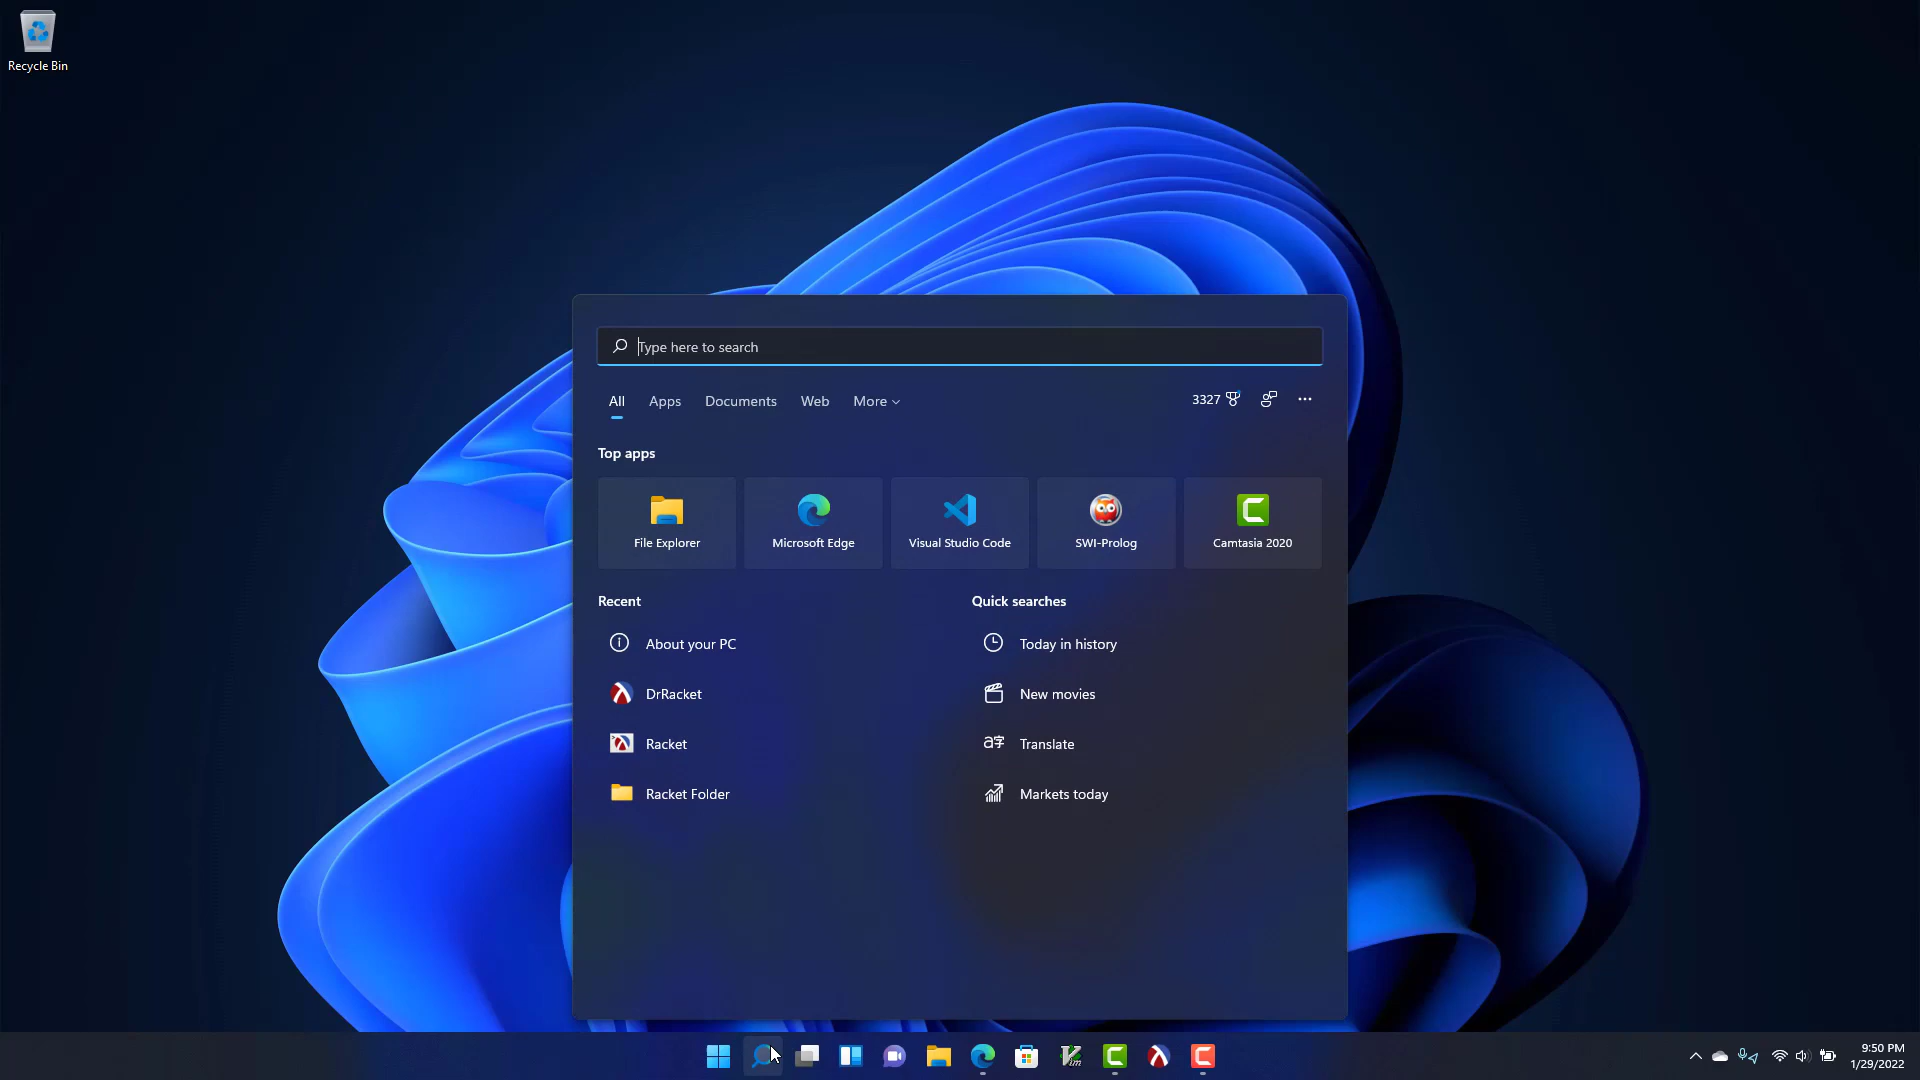 Recycle Bin
Type here to search
All Apps Documents Web More
3327
Top apps
File Explorer Microsoft Edge Visual Studio Code SWI-Prolog Camtasia 2020
Recent Quick searches
About your PC Today in history
DrRacket New movies
Racket Translate
Racket Folder Markets today
9:50 PM
1/29/2022